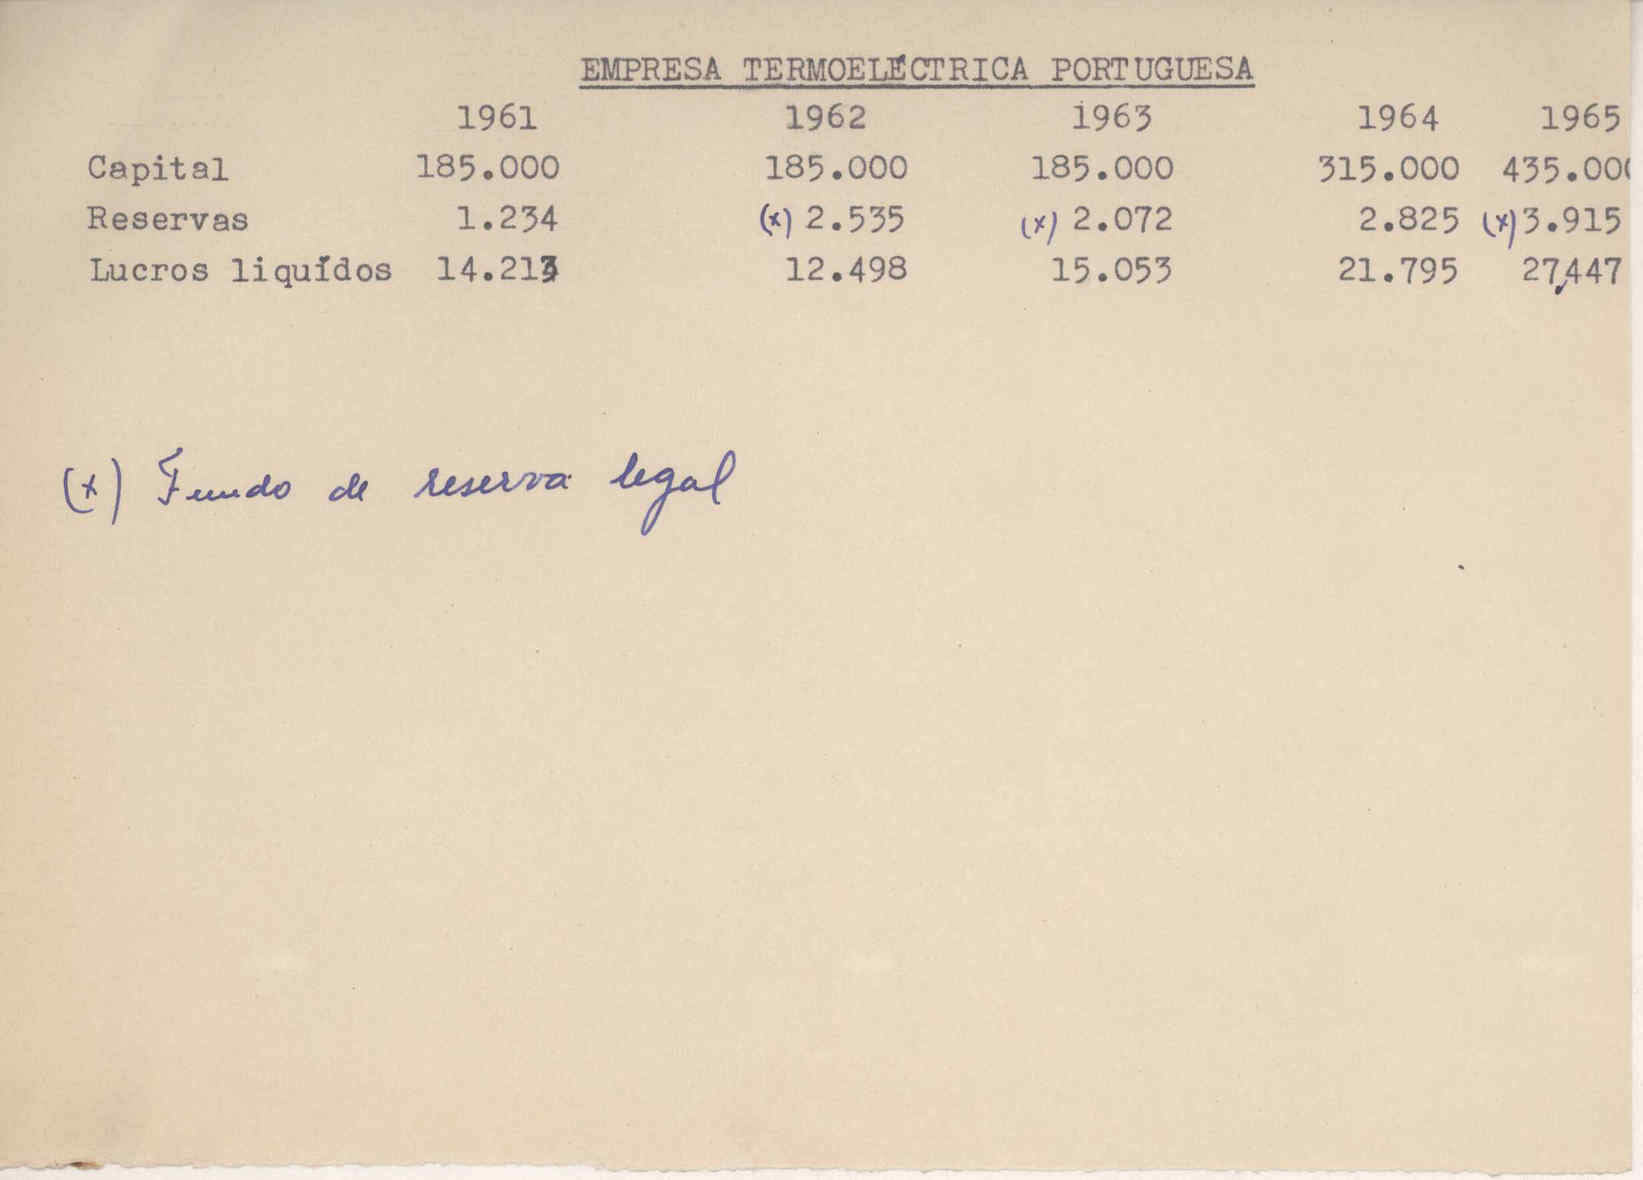 EMPRESA TERMOELÉCTRICA PORTUGUESA
1961 1962 1963 1964 1965
Capital 185.000 185.000 185.000 315.000 435.000
Reservas 1.234 (x) 2.535 (x) 2.072 2.825 (x) 3.915
Lucros liquídos 14.213 12.498 15.053 21.795 27.447
(x) Fundo de reserva legal